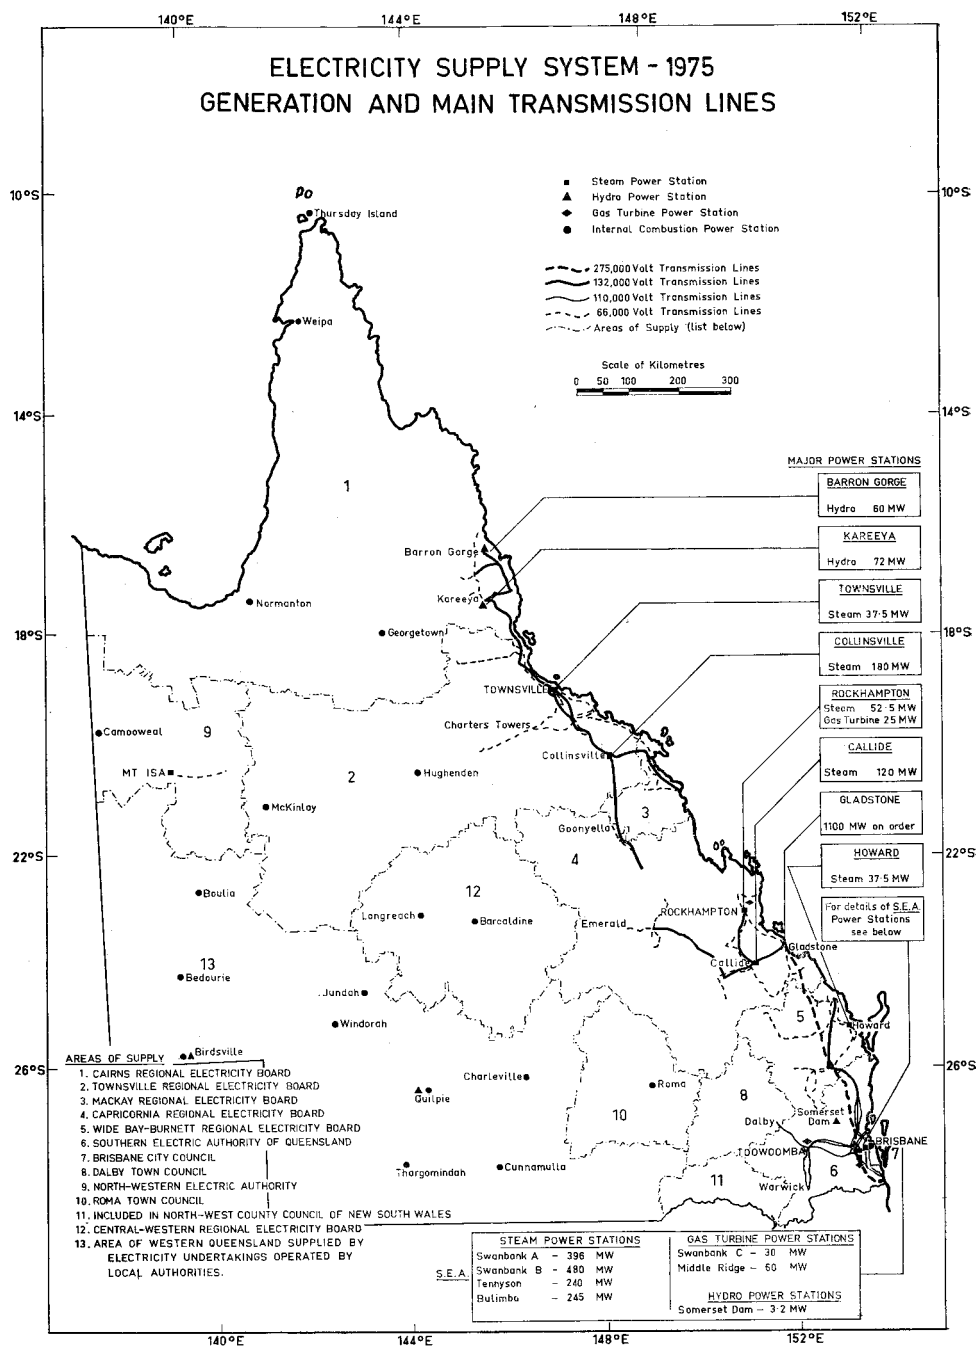 140°E
144°E
148°E
152°E
ELECTRICITY SUPPLY SYSTEM - 1975
GENERATION AND MAIN TRANSMISSION LINES
Steam Power Station
Hydro Power Station
Gas Turbine Power Station
Internal Combustion Power Station
275,000 Volt Transmission Lines
132,000 Volt Transmission Lines
110,000 Volt Transmission Lines
66,000 Volt Transmission Lines
Areas of Supply (list below)
Scale of Kilometres
0 50 100 200 300
10°S
10°S
14°S
14°S
18°S
18°S
22°S
22°S
26°S
26°S
Thursday Island
Weipa
1
Barron Gorge
Kareeya
Normanton
Georgetown
TOWNSVILLE
Charters Towers
Camooweal
9
MT ISA
2
Hughenden
Collinsville
McKinlay
3
Goonyella
4
Boulia
12
Longreach
Barcaldine
Emerald
ROCKHAMPTON
Gladstone
Callide
13
Bedourie
Jundah
Windorah
5
Howard
Birdsville
Charleville
Quilpie
Roma
8
10
Somerset
Dam
Dalby
BRISBANE
7
TOOWOOMBA
6
Thargomindah
Cunnamulla
11
Warwick
MAJOR POWER STATIONS
BARRON GORGE
Hydro 60 MW
KAREEYA
Hydro 72 MW
TOWNSVILLE
Steam 37·5 MW
COLLINSVILLE
Steam 180 MW
ROCKHAMPTON
Steam 52·5 MW
Gas Turbine 25 MW
CALLIDE
Steam 120 MW
GLADSTONE
1100 MW on order
HOWARD
Steam 37·5 MW
For details of S.E.A.
Power Stations
see below
AREAS OF SUPPLY
1. CAIRNS REGIONAL ELECTRICITY BOARD
2. TOWNSVILLE REGIONAL ELECTRICITY BOARD
3. MACKAY REGIONAL ELECTRICITY BOARD
4. CAPRICORNIA REGIONAL ELECTRICITY BOARD
5. WIDE BAY-BURNETT REGIONAL ELECTRICITY BOARD
6. SOUTHERN ELECTRIC AUTHORITY OF QUEENSLAND
7. BRISBANE CITY COUNCIL
8. DALBY TOWN COUNCIL
9. NORTH-WESTERN ELECTRIC AUTHORITY
10. ROMA TOWN COUNCIL
11. INCLUDED IN NORTH-WEST COUNTY COUNCIL OF NEW SOUTH WALES
12. CENTRAL-WESTERN REGIONAL ELECTRICITY BOARD
13. AREA OF WESTERN QUEENSLAND SUPPLIED BY
ELECTRICITY UNDERTAKINGS OPERATED BY
LOCAL AUTHORITIES.
S.E.A.
STEAM POWER STATIONS
Swanbank A - 396 MW
Swanbank B - 480 MW
Tennyson - 240 MW
Bulimba - 245 MW
GAS TURBINE POWER STATIONS
Swanbank C - 30 MW
Middle Ridge - 60 MW
HYDRO POWER STATIONS
Somerset Dam - 3·2 MW
140°E
144°E
148°E
152°E